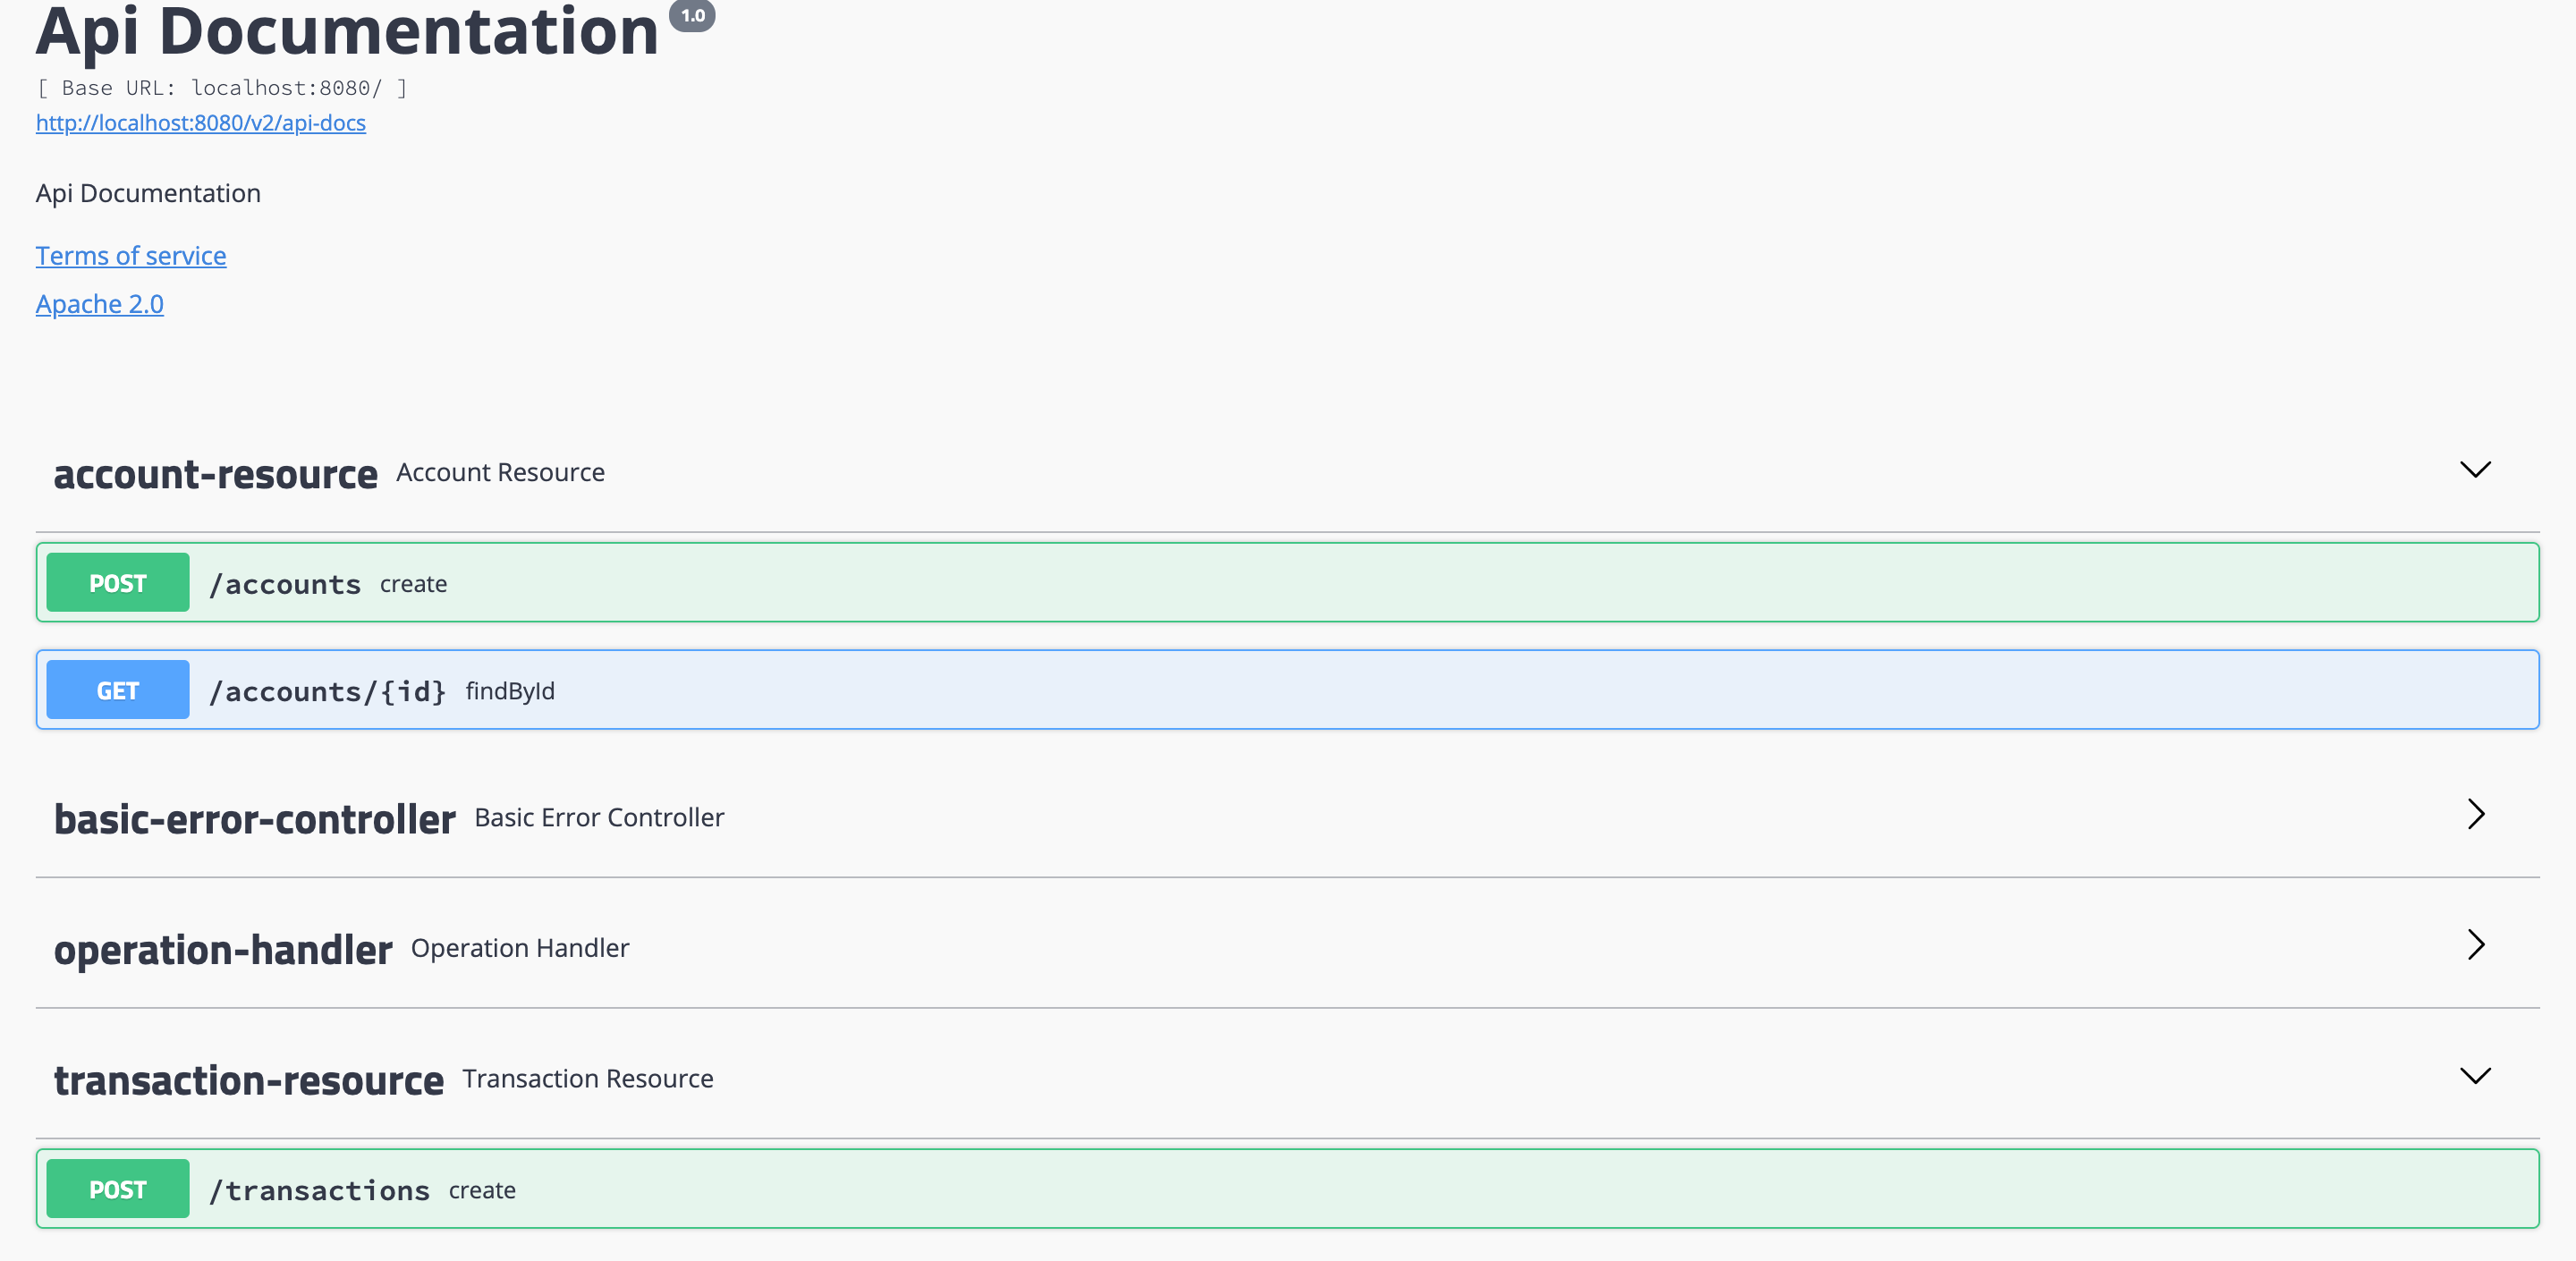 Api Documentation 1.0
[ Base URL: localhost:8080/ ]
http://localhost:8080/v2/api-docs
Api Documentation
Terms of service
Apache 2.0
account-resource Account Resource
POST /accounts create
GET /accounts/{id} findById
basic-error-controller Basic Error Controller
operation-handler Operation Handler
transaction-resource Transaction Resource
POST /transactions create